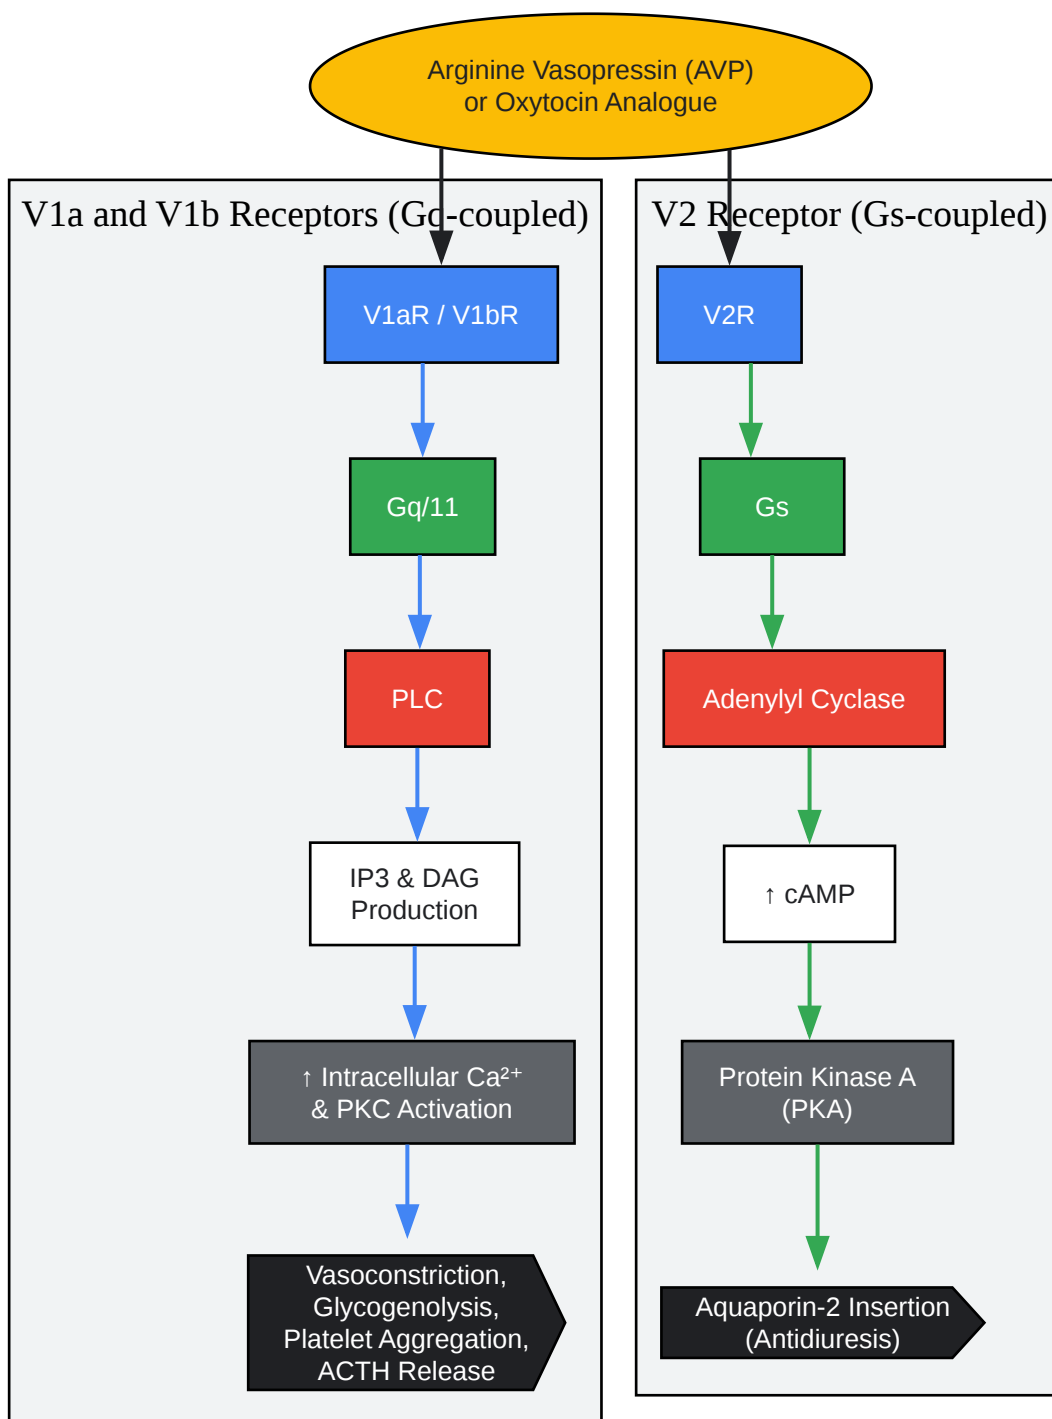 Arginine Vasopressin (AVP)
or Oxytocin Analogue
V1a and V1b Receptors (Gq-coupled)
V1aR / V1bR
Gq/11
PLC
IP3 & DAG
Production
↑ Intracellular Ca²⁺
& PKC Activation
Vasoconstriction,
Glycogenolysis,
Platelet Aggregation,
ACTH Release
V2 Receptor (Gs-coupled)
V2R
Gs
Adenylyl Cyclase
↑ cAMP
Protein Kinase A
(PKA)
Aquaporin-2 Insertion
(Antidiuresis)